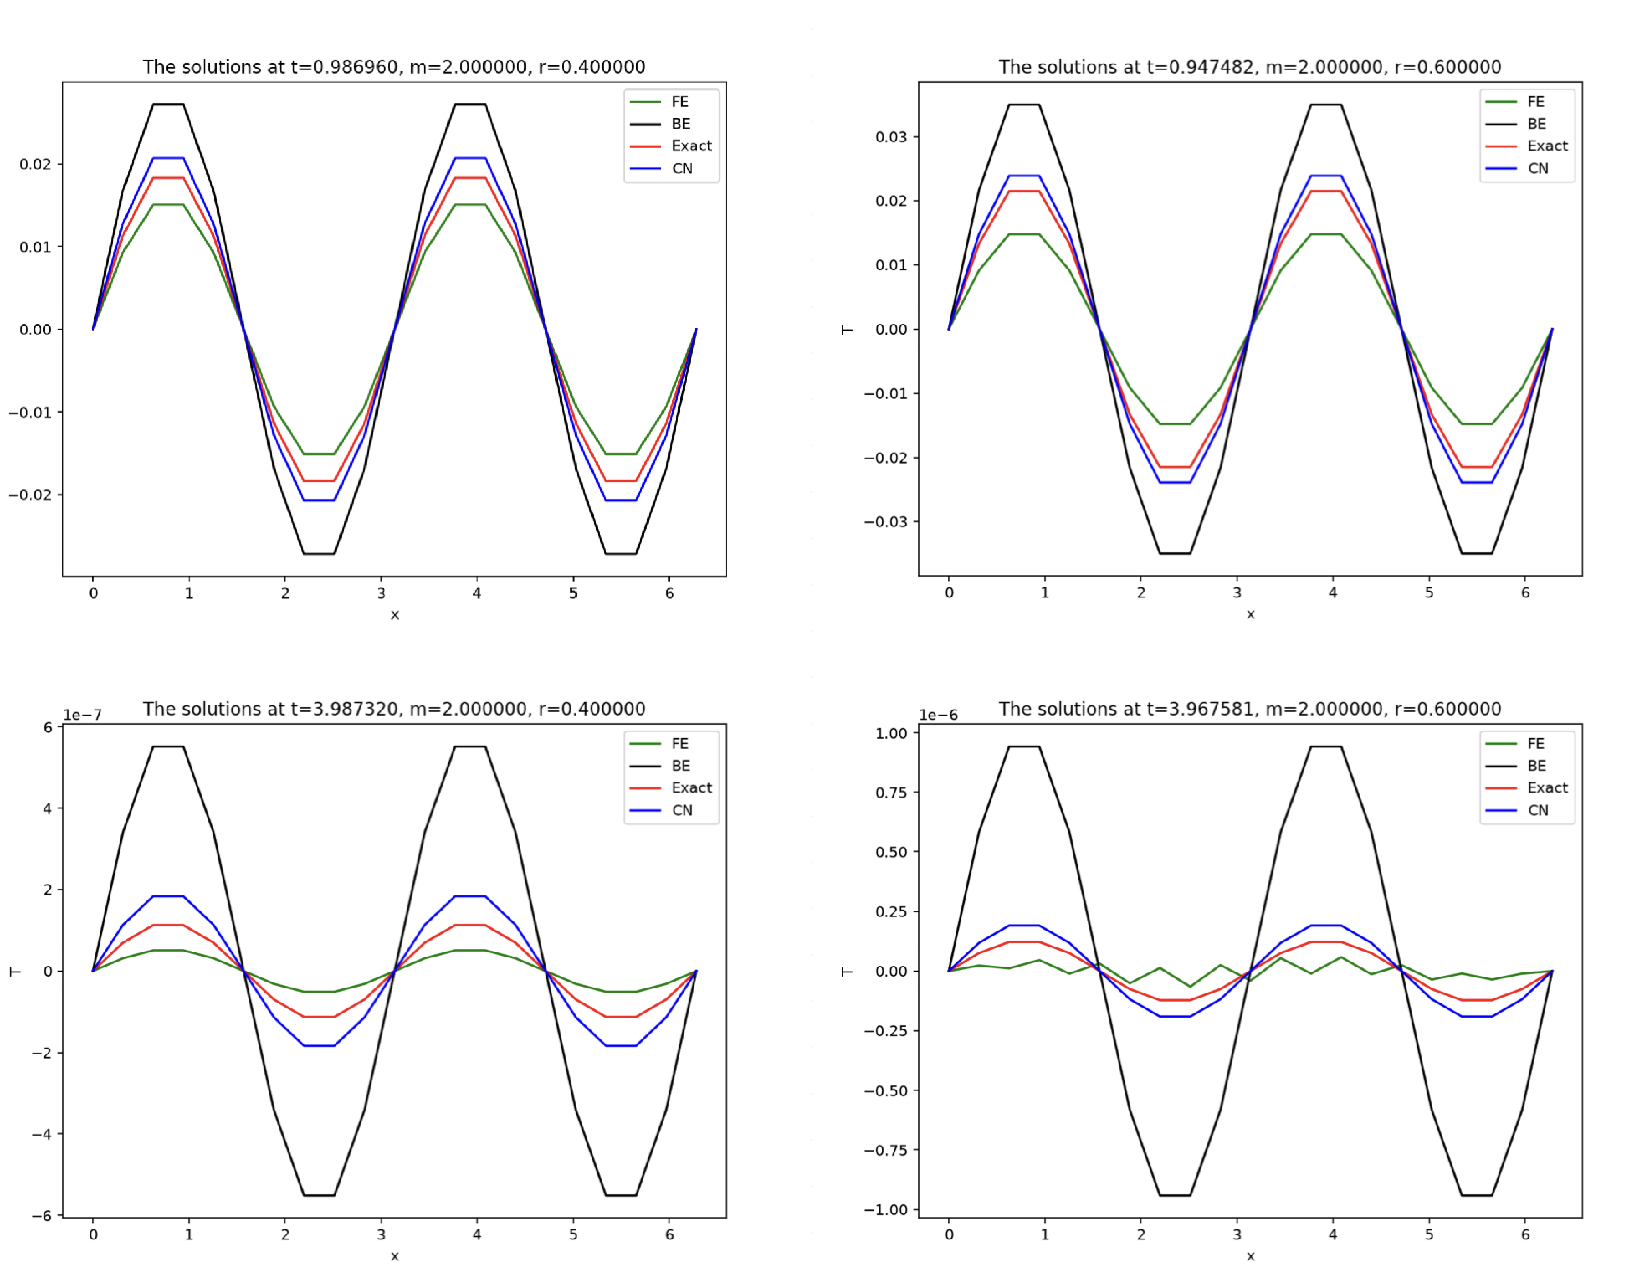 The solutions at t=0.986960, m=2.000000, r=0.400000
FE
BE
Exact
CN
0.02
0.01
0.00
−0.01
−0.02
0 1 2 3 4 5 6
x
The solutions at t=0.947482, m=2.000000, r=0.600000
FE
BE
Exact
CN
0.03
0.02
0.01
0.00
−0.01
−0.02
−0.03
T
0 1 2 3 4 5 6
x
The solutions at t=3.987320, m=2.000000, r=0.400000
1e−7
FE
BE
Exact
CN
6
4
2
0
−2
−4
−6
T
0 1 2 3 4 5 6
x
The solutions at t=3.967581, m=2.000000, r=0.600000
1e−6
FE
BE
Exact
CN
1.00
0.75
0.50
0.25
0.00
−0.25
−0.50
−0.75
−1.00
T
0 1 2 3 4 5 6
x